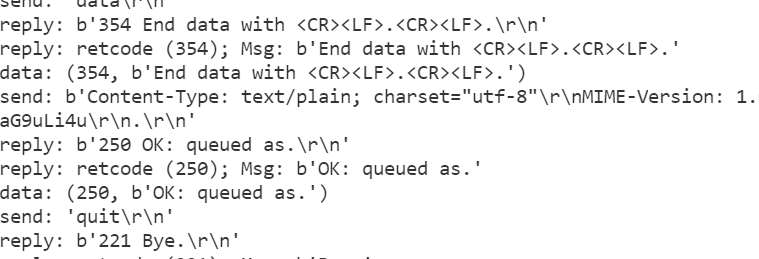 send: 'data\r\n'
reply: b'354 End data with <CR><LF>.<CR><LF>.\r\n'
reply: retcode (354); Msg: b'End data with <CR><LF>.<CR><LF>.'
data: (354, b'End data with <CR><LF>.<CR><LF>.')
send: b'Content-Type: text/plain; charset="utf-8"\r\nMIME-Version: 1.
aG9uLi4u\r\n.\r\n'
reply: b'250 OK: queued as.\r\n'
reply: retcode (250); Msg: b'OK: queued as.'
data: (250, b'OK: queued as.')
send: 'quit\r\n'
reply: b'221 Bye.\r\n'